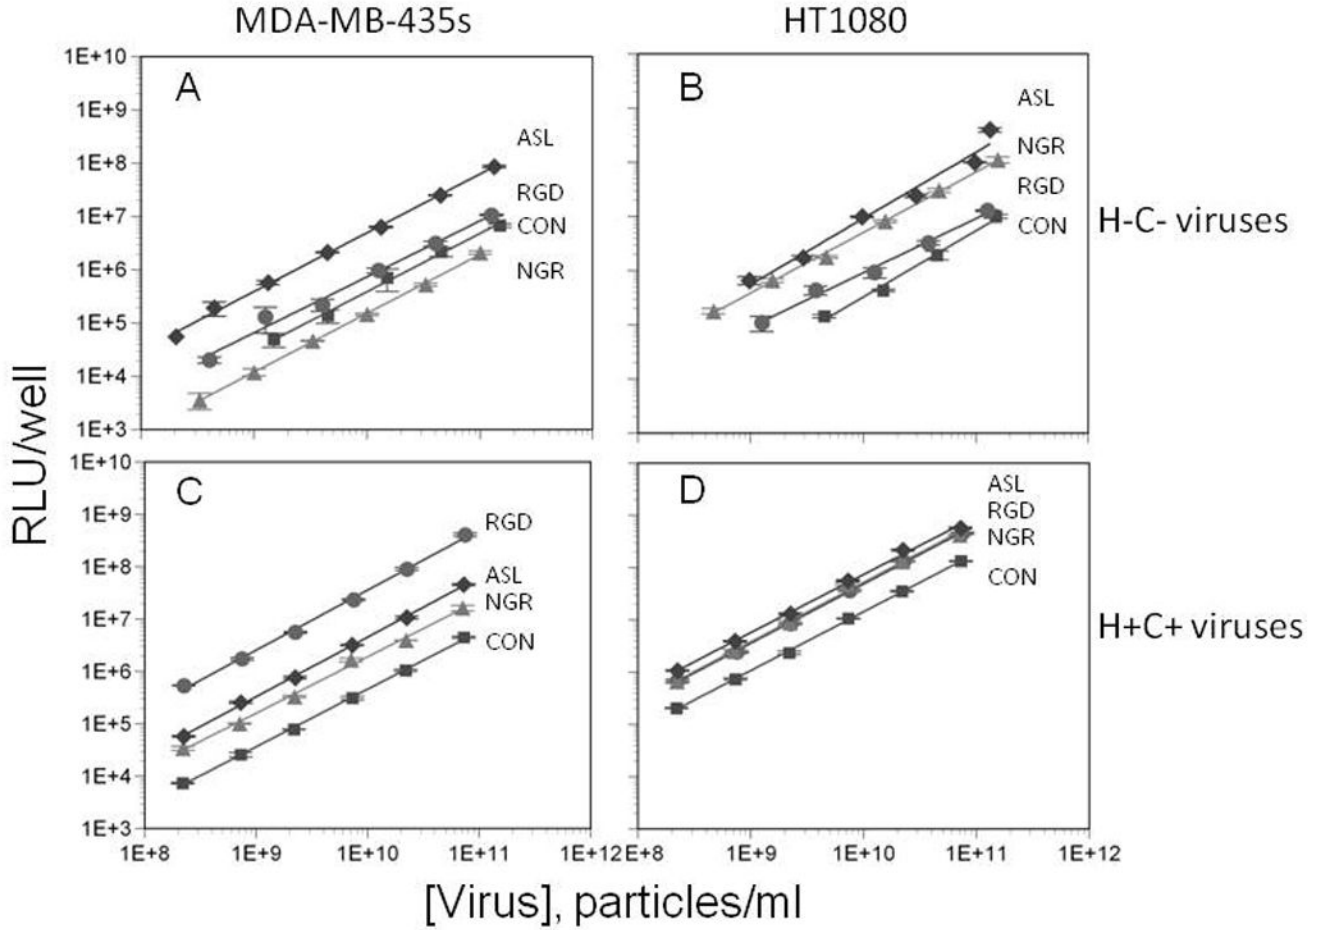 MDA-MB-435s
HT1080
1E+10
1E+9
1E+8
1E+7
1E+6
1E+5
1E+4
1E+3
A
ASL
RGD
CON
NGR
B
ASL
NGR
RGD
CON
H-C- viruses
RLU/well
1E+10
1E+9
1E+8
1E+7
1E+6
1E+5
1E+4
1E+3
C
RGD
ASL
NGR
CON
D
ASL
RGD
NGR
CON
H+C+ viruses
1E+8 1E+9 1E+10 1E+11 1E+12E+8 1E+9 1E+10 1E+11 1E+12
[Virus], particles/ml